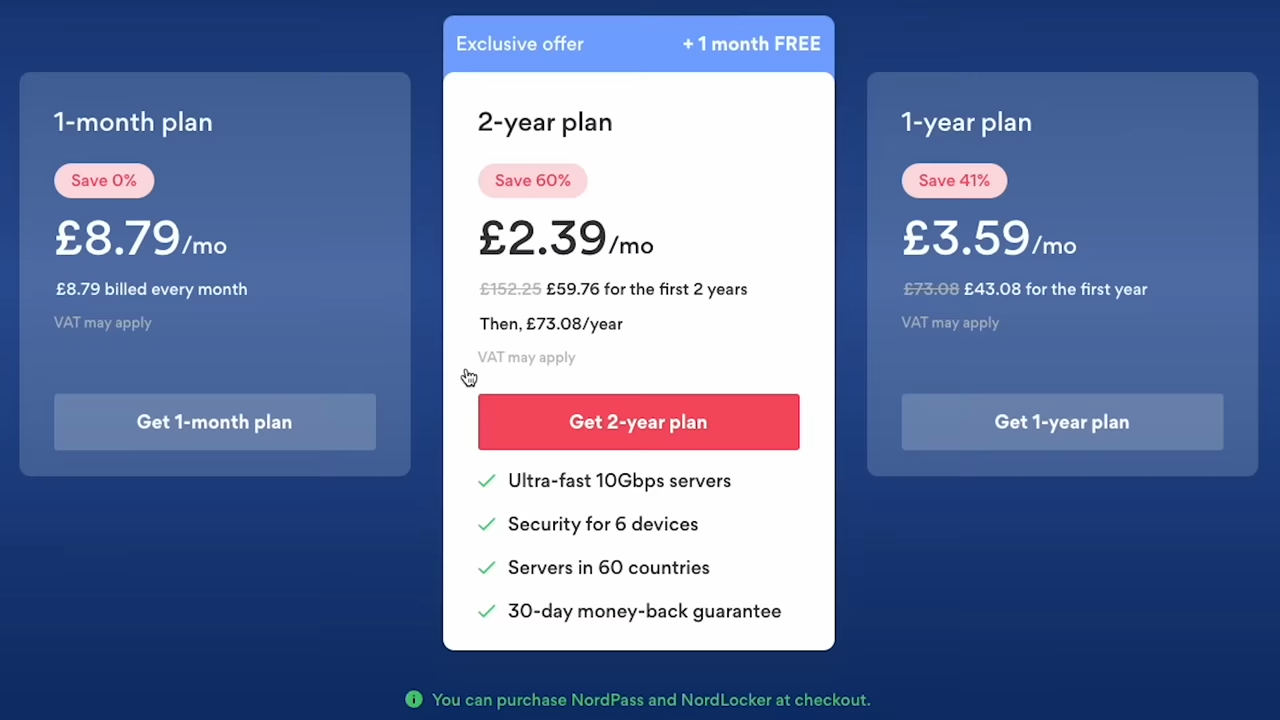 Exclusive offer + 1 month FREE
1-month plan
Save 0%
£8.79/mo
£8.79 billed every month
VAT may apply
Get 1-month plan
2-year plan
Save 60%
£2.39/mo
£152.25 £59.76 for the first 2 years
Then, £73.08/year
VAT may apply
Get 2-year plan
Ultra-fast 10Gbps servers
Security for 6 devices
Servers in 60 countries
30-day money-back guarantee
1-year plan
Save 41%
£3.59/mo
£73.08 £43.08 for the first year
VAT may apply
Get 1-year plan
You can purchase NordPass and NordLocker at checkout.